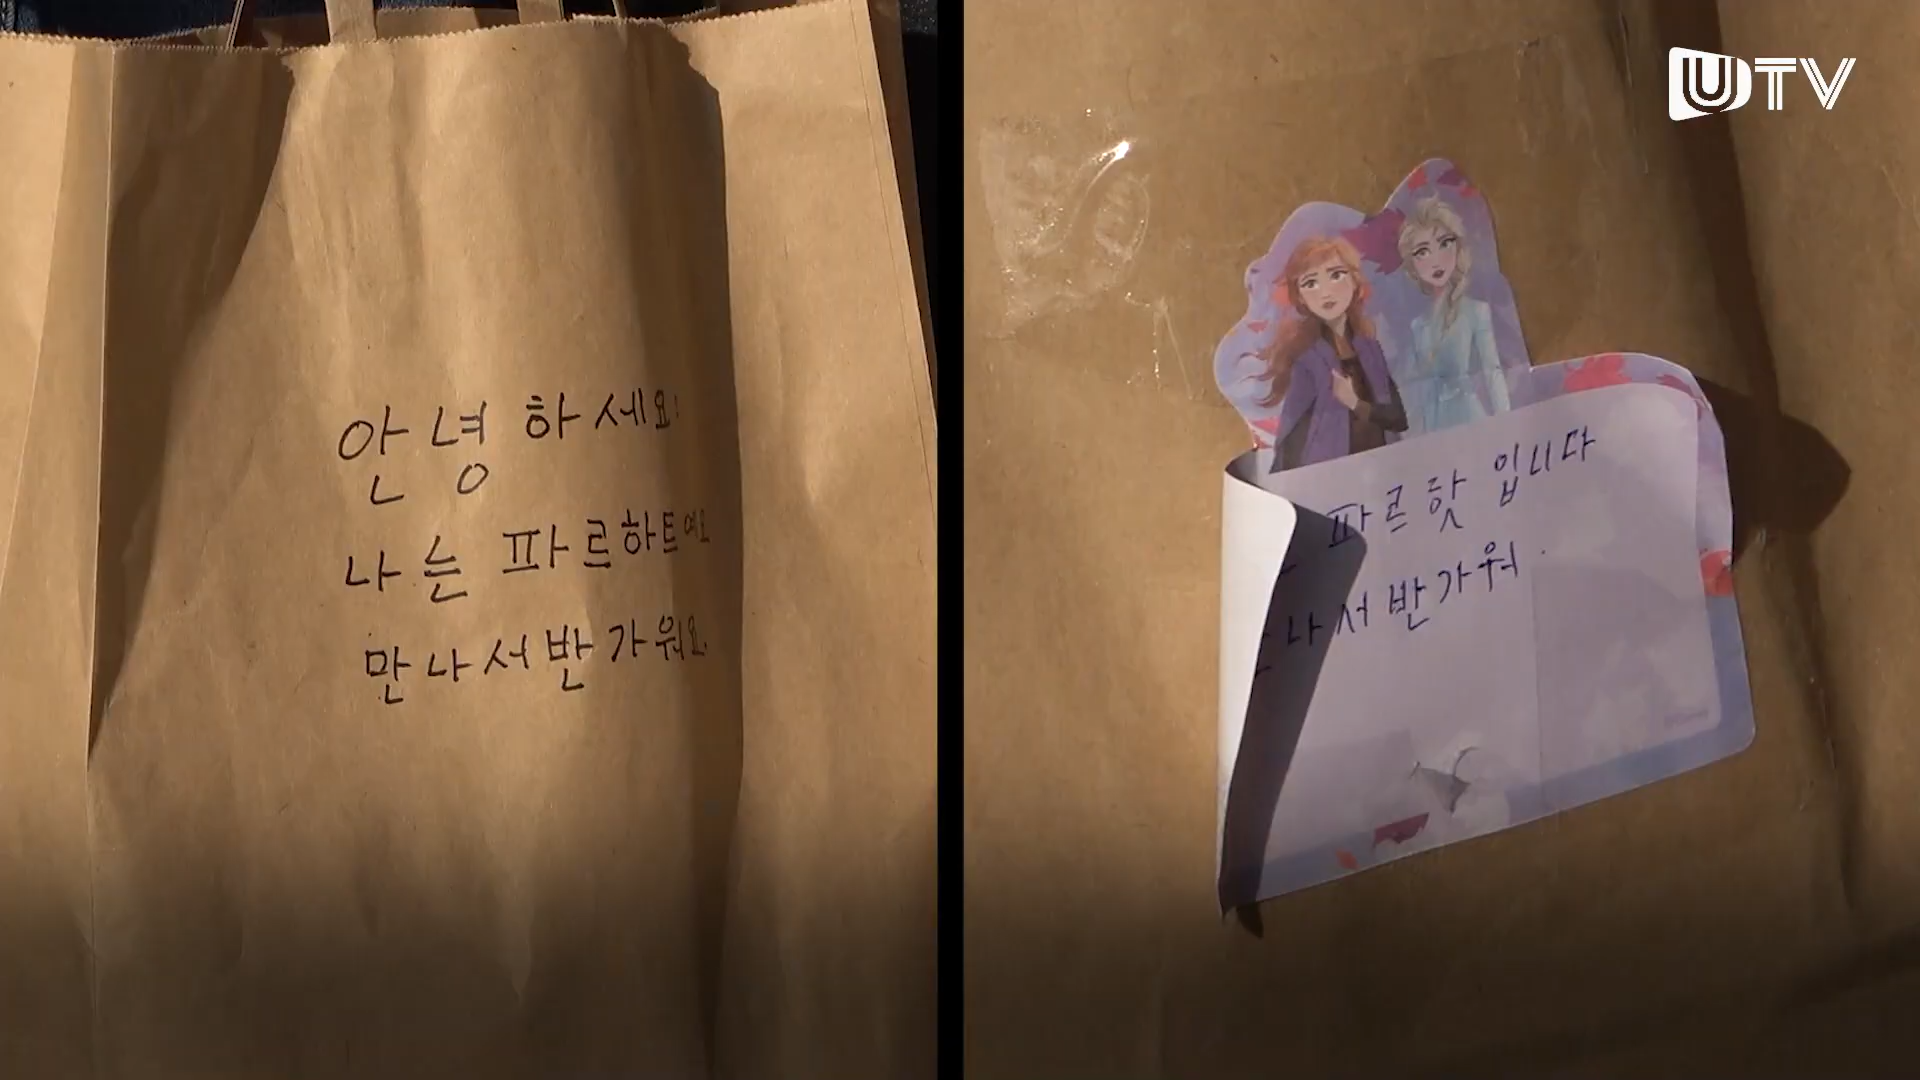 안녕하세요!
나는 파르하트예요
만나서 반가워요.
파르핫 입니다
나서 반가워.
UTV